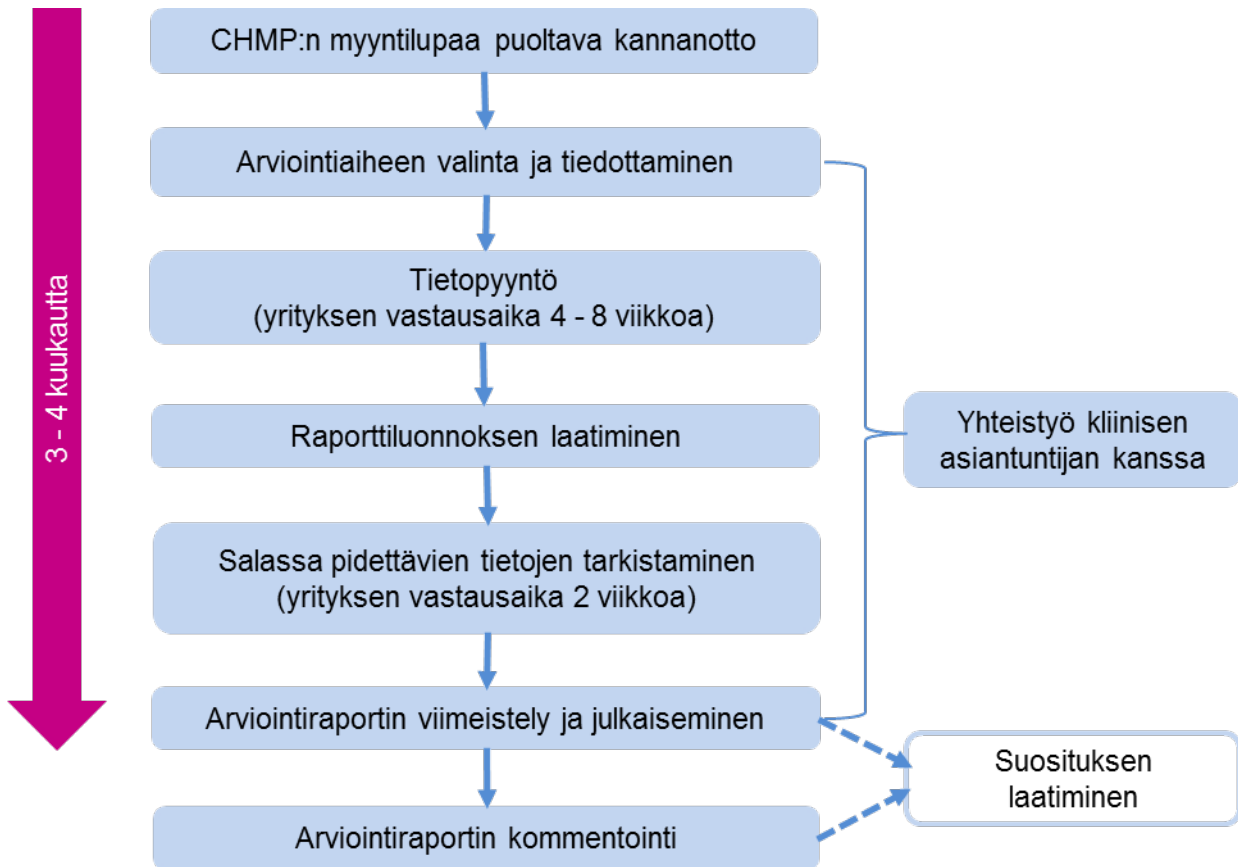 CHMP:n myyntilupaa puoltava kannanotto
Arviointiaiheen valinta ja tiedottaminen
Tietopyyntö
(yrityksen vastausaika 4 - 8 viikkoa)
3 - 4 kuukautta
Raporttiluonnoksen laatiminen
Yhteistyö kliinisen
asiantuntijan kanssa
Salassa pidettävien tietojen tarkistaminen
(yrityksen vastausaika 2 viikkoa)
Arviointiraportin viimeistely ja julkaiseminen
Suosituksen
laatiminen
Arviointiraportin kommentointi